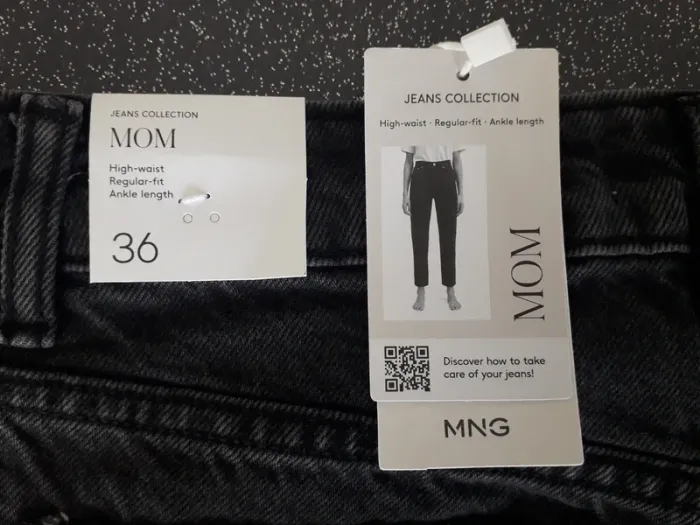 JEANS COLLECTION
MOM
High-waist
Regular-fit
Ankle length
36
JEANS COLLECTION
High-waist · Regular-fit · Ankle length
MOM
Discover how to take
care of your jeans!
MNG